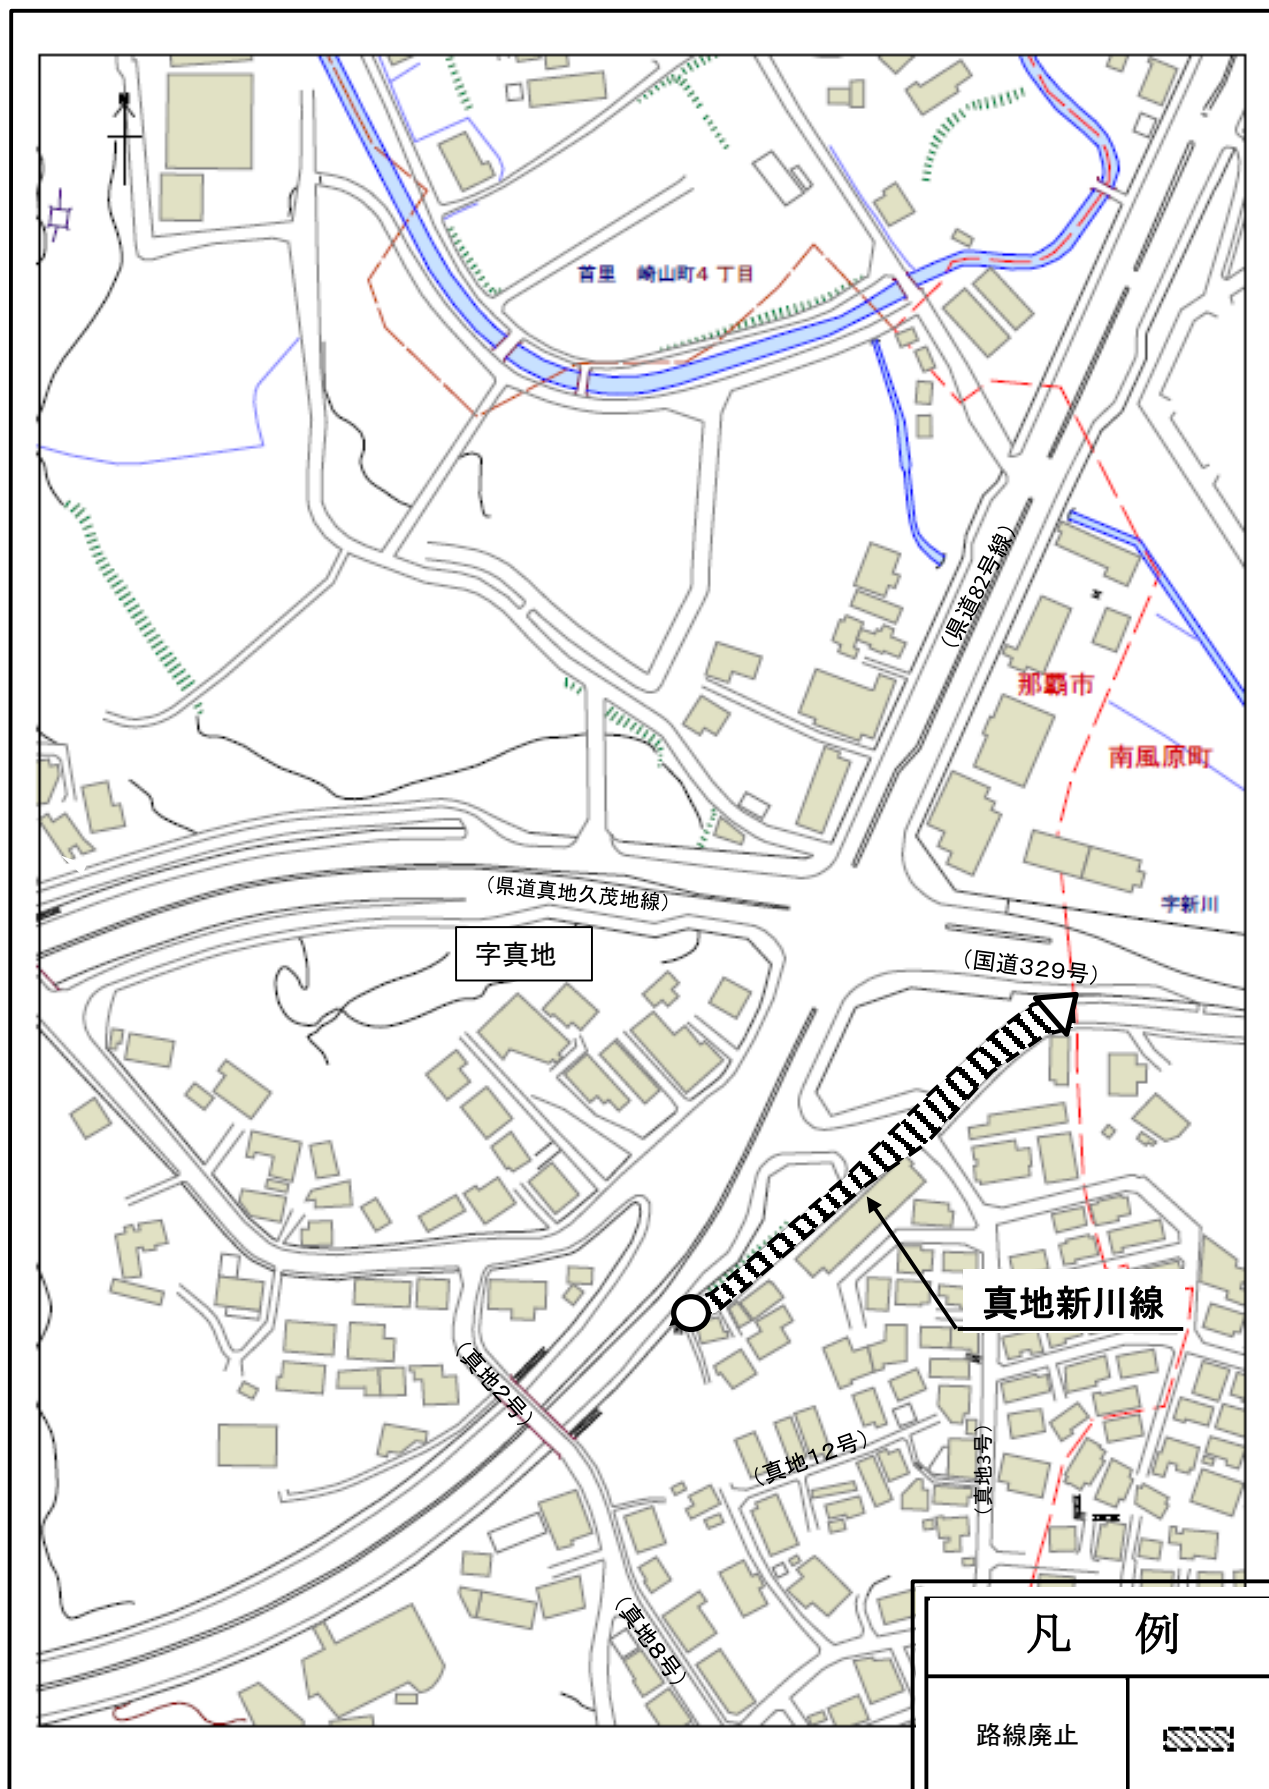 首里 崎山町4 丁目
(県道82号線)
那覇市
南風原町
(県道真地久茂地線)
字新川
字真地
(国道329号)
真地新川線
(真地2号)
(真地12号)
(真地3号)
(真地8号)
凡 例
路線廃止